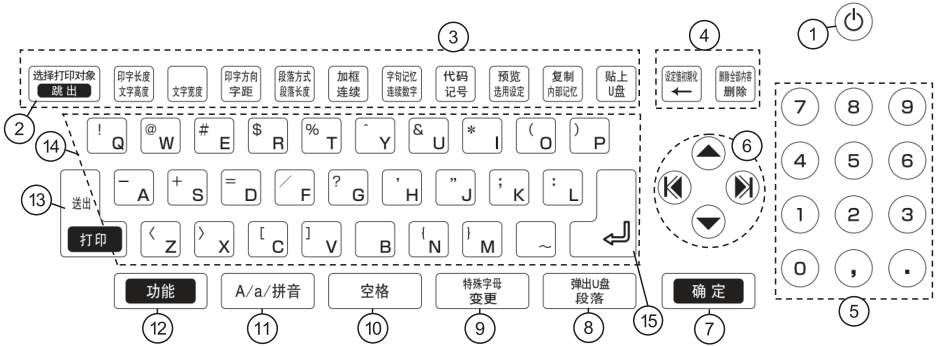 ③
④
①
选择打印对象
跳出
印字长度
文字高度
文字宽度
印字方向
字距
段落方式
段落长度
加框
连续
字句记忆
连续数字
代码
记号
预览
选用设定
复制
内部记忆
贴上
U盘
设定值初期化
←
删除全部内容
删除
②
7 8 9
⑭
! Q @ W # E $ R % T ^ Y & U * I ( O ) P
⑥
4 5 6
⑬
送出
打印
- A + S = D / F ? G ' H " J ; K : L
1 2 3
〈 Z 〉 X [ C ] V B { N } M ~
0 , .
功能
A/a/拼音
空格
特殊字母
变更
弹出U盘
段落
⑮
确定
⑤
⑫ ⑪ ⑩ ⑨ ⑧ ⑦